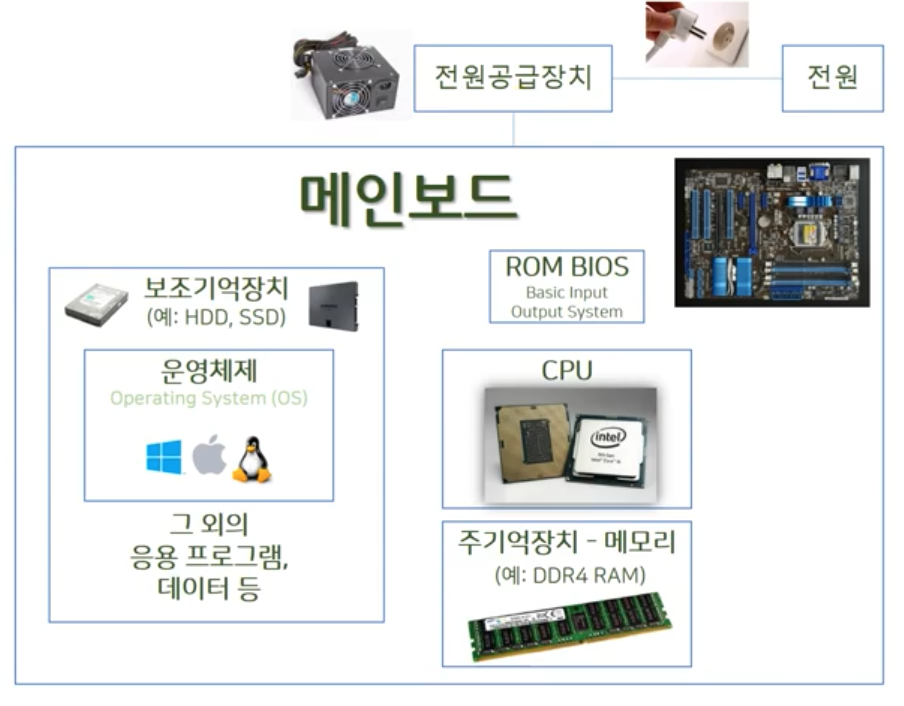 전원공급장치
전원
메인보드
ROM BIOS
Basic Input
Output System
보조기억장치
(예: HDD, SSD)
운영체제
Operating System (OS)
CPU
intel
그 외의
응용 프로그램,
데이터 등
주기억장치 - 메모리
(예: DDR4 RAM)